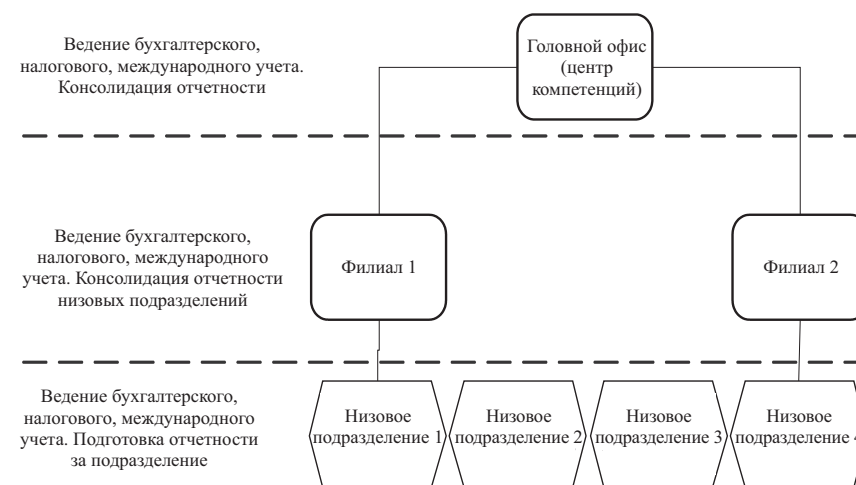 Ведение бухгалтерского,
налогового, международного учета.
Консолидация отчетности
Головной офис
(центр
компетенций)
Ведение бухгалтерского,
налогового, международного
учета. Консолидация отчетности
низовых подразделений
Филиал 1
Филиал 2
Ведение бухгалтерского,
налогового, международного
учета. Подготовка отчетности
за подразделение
Низовое
подразделение 1
Низовое
подразделение 2
Низовое
подразделение 3
Низовое
подразделение 4